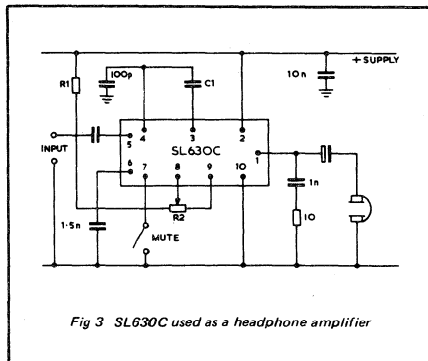 R1
100p
C1
10n
+ SUPPLY
4
3
2
INPUT
5
SL630C
1
6
7
8
9
10
1n
R2
1·5n
MUTE
10
Fig 3 SL630C used as a headphone amplifier